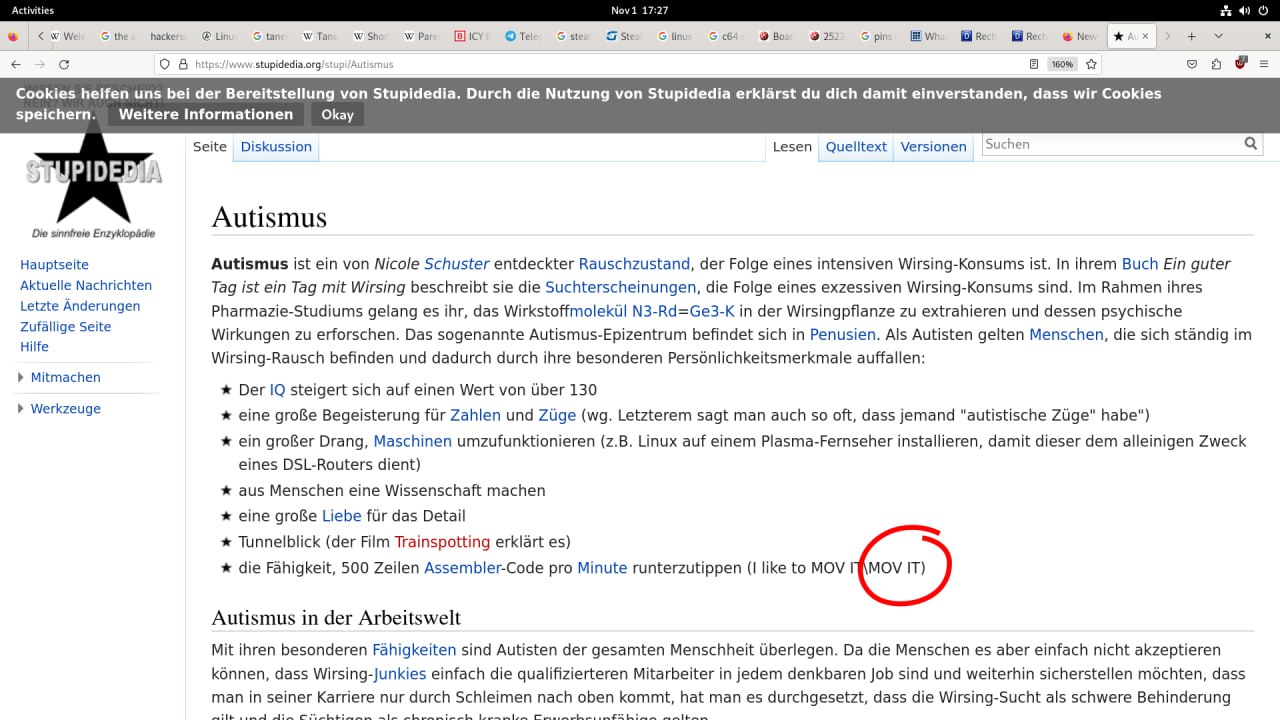 Activities
Nov 1 17:27
Weie
the a
hackersc
Linu
taner
Tane
Shor
Pare
ICY E
Teleg
steal
Steal
linux
c64 c
Boar
2523
pins
What
Rech
Rech
New
Au
https://www.stupidedia.org/stupi/Autismus
160%
Cookies helfen uns bei der Bereitstellung von Stupidedia. Durch die Nutzung von Stupidedia erklärst du dich damit einverstanden, dass wir Cookies
speichern. Weitere Informationen Okay
STUPIDEDIA
Die sinnfreie Enzyklopädie
Hauptseite
Aktuelle Nachrichten
Letzte Änderungen
Zufällige Seite
Hilfe
Mitmachen
Werkzeuge
Seite Diskussion Lesen Quelltext Versionen Suchen
Autismus
Autismus ist ein von Nicole Schuster entdeckter Rauschzustand, der Folge eines intensiven Wirsing-Konsums ist. In ihrem Buch Ein guter
Tag ist ein Tag mit Wirsing beschreibt sie die Suchterscheinungen, die Folge eines exzessiven Wirsing-Konsums sind. Im Rahmen ihres
Pharmazie-Studiums gelang es ihr, das Wirkstoffmolekül N3-Rd=Ge3-K in der Wirsingpflanze zu extrahieren und dessen psychische
Wirkungen zu erforschen. Das sogenannte Autismus-Epizentrum befindet sich in Penusien. Als Autisten gelten Menschen, die sich ständig im
Wirsing-Rausch befinden und dadurch durch ihre besonderen Persönlichkeitsmerkmale auffallen:
Der IQ steigert sich auf einen Wert von über 130
eine große Begeisterung für Zahlen und Züge (wg. Letzterem sagt man auch so oft, dass jemand "autistische Züge" habe")
ein großer Drang, Maschinen umzufunktionieren (z.B. Linux auf einem Plasma-Fernseher installieren, damit dieser dem alleinigen Zweck
eines DSL-Routers dient)
aus Menschen eine Wissenschaft machen
eine große Liebe für das Detail
Tunnelblick (der Film Trainspotting erklärt es)
die Fähigkeit, 500 Zeilen Assembler-Code pro Minute runterzutippen (I like to MOV IT\MOV IT)
Autismus in der Arbeitswelt
Mit ihren besonderen Fähigkeiten sind Autisten der gesamten Menschheit überlegen. Da die Menschen es aber einfach nicht akzeptieren
können, dass Wirsing-Junkies einfach die qualifizierteren Mitarbeiter in jedem denkbaren Job sind und weiterhin sicherstellen möchten, dass
man in seiner Karriere nur durch Schleimen nach oben kommt, hat man es durchgesetzt, dass die Wirsing-Sucht als schwere Behinderung
gilt und die Süchtigen als chronisch kranke Erwerbsunfähige gelten.